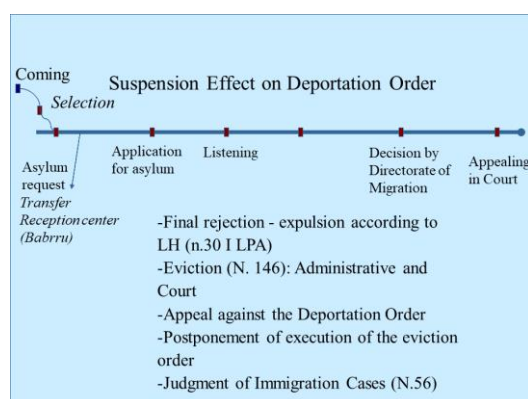 Coming
Suspension Effect on Deportation Order
Selection
Asylum
request
Transfer
Reception center
(Babrru)
Application
for asylum
Listening
Decision by
Directorate of
Migration
Appealing
in Court
-Final rejection - expulsion according to
LH (n.30 I LPA)
-Eviction (N. 146): Administrative and
Court
-Appeal against the Deportation Order
-Postponement of execution of the eviction
order
-Judgment of Immigration Cases (N.56)